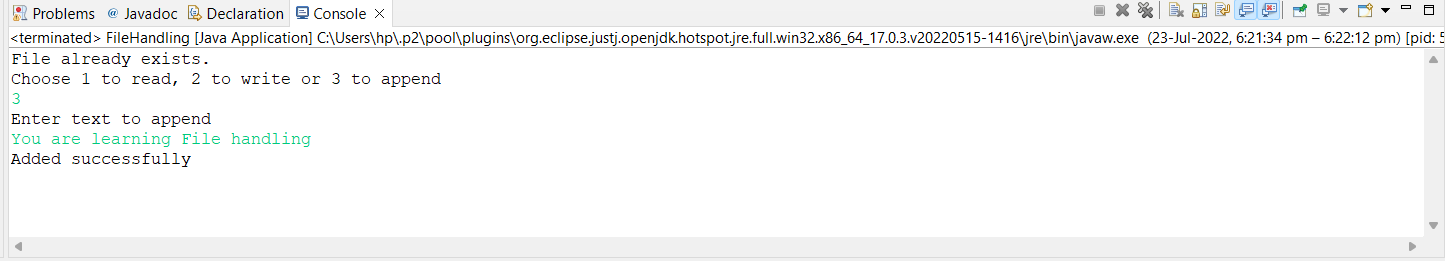 Problems @ Javadoc Declaration Console
<terminated> FileHandling [Java Application] C:\Users\hp\.p2\pool\plugins\org.eclipse.justj.openjdk.hotspot.jre.full.win32.x86_64_17.0.3.v20220515-1416\jre\bin\javaw.exe (23-Jul-2022, 6:21:34 pm – 6:22:12 pm) [pid: 5
File already exists.
Choose 1 to read, 2 to write or 3 to append
3
Enter text to append
You are learning File handling
Added successfully